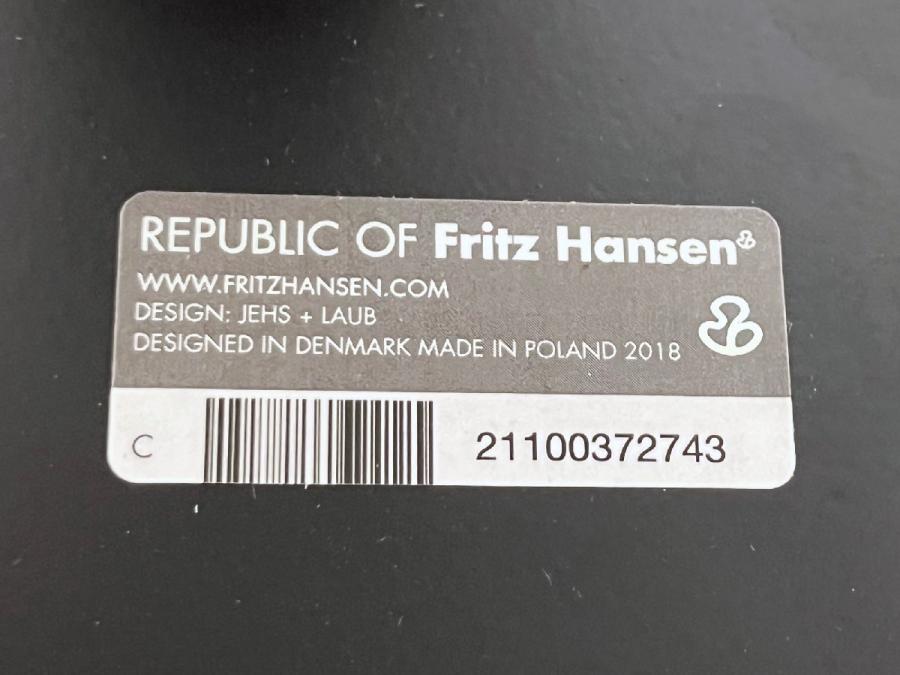 REPUBLIC OF Fritz Hansen
WWW.FRITZHANSEN.COM
DESIGN: JEHS + LAUB
DESIGNED IN DENMARK MADE IN POLAND 2018
C
21100372743